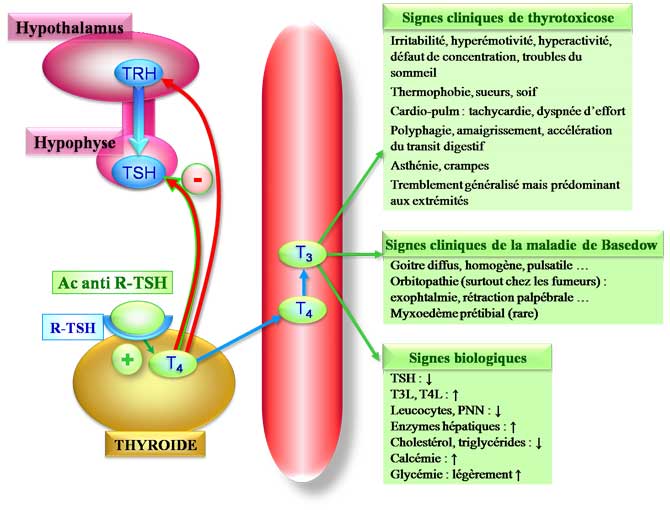 Hypothalamus
TRH
Hypophyse
TSH
-
Ac anti R-TSH
R-TSH
+
T4
THYROIDE
T3
T4
Signes cliniques de thyrotoxicose
Irritabilité, hyperémotivité, hyperactivité,
défaut de concentration, troubles du
sommeil
Thermophobie, sueurs, soif
Cardio-pulm : tachycardie, dyspnée d’effort
Polyphagie, amaigrissement, accélération
du transit digestif
Asthénie, crampes
Tremblement généralisé mais prédominant
aux extrémités
Signes cliniques de la maladie de Basedow
Goitre diffus, homogène, pulsatile …
Orbitopathie (surtout chez les fumeurs) :
exophtalmie, rétraction palpébrale …
Myxoedème prétibial (rare)
Signes biologiques
TSH : ↓
T3L, T4L : ↑
Leucocytes, PNN : ↓
Enzymes hépatiques : ↑
Cholestérol, triglycérides : ↓
Calcémie : ↑
Glycémie : légèrement ↑